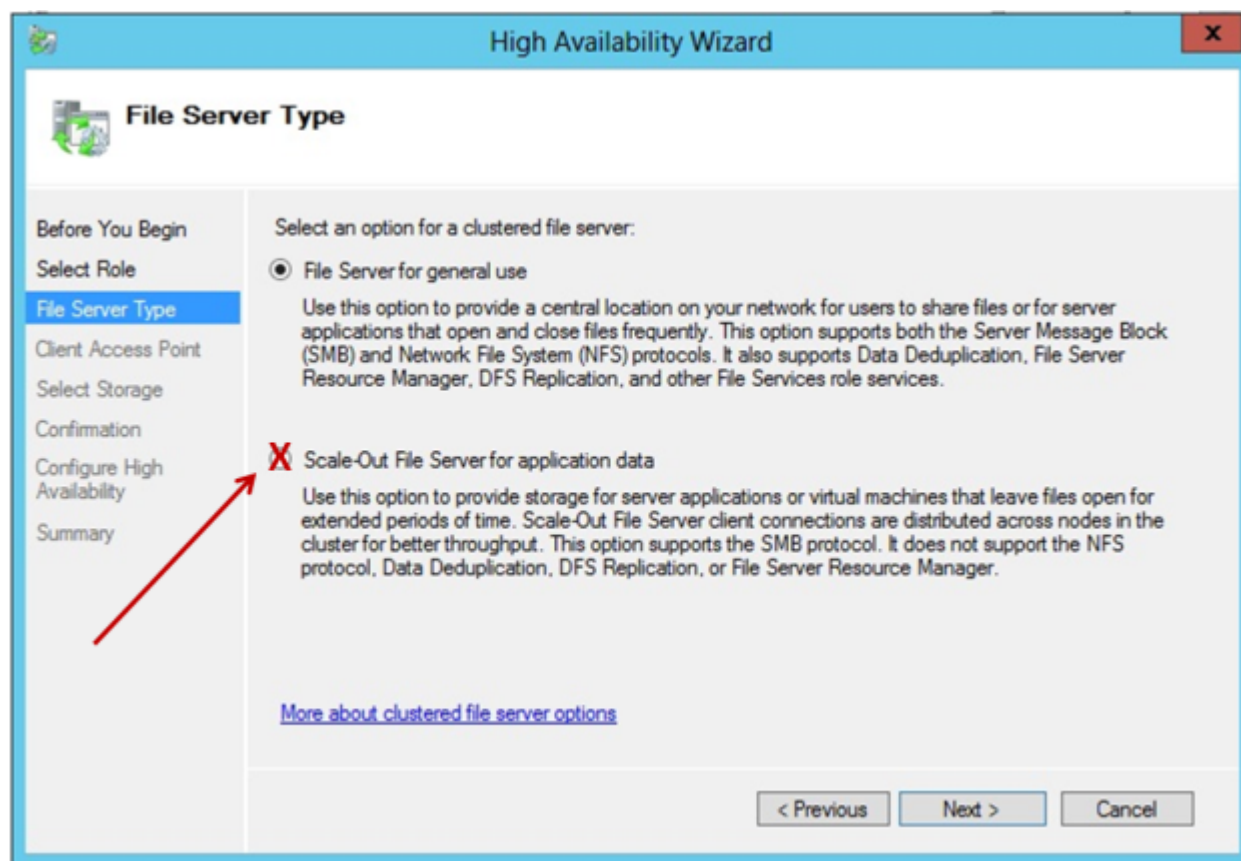 High Availability Wizard
x
File Server Type
Before You Begin
Select Role
File Server Type
Client Access Point
Select Storage
Confirmation
Configure High
Availability
Summary
Select an option for a clustered file server:
File Server for general use
Use this option to provide a central location on your network for users to share files or for server
applications that open and close files frequently. This option supports both the Server Message Block
(SMB) and Network File System (NFS) protocols. It also supports Data Deduplication, File Server
Resource Manager, DFS Replication, and other File Services role services.
X
Scale-Out File Server for application data
Use this option to provide storage for server applications or virtual machines that leave files open for
extended periods of time. Scale-Out File Server client connections are distributed across nodes in the
cluster for better throughput. This option supports the SMB protocol. It does not support the NFS
protocol, Data Deduplication, DFS Replication, or File Server Resource Manager.
More about clustered file server options
< Previous
Next >
Cancel